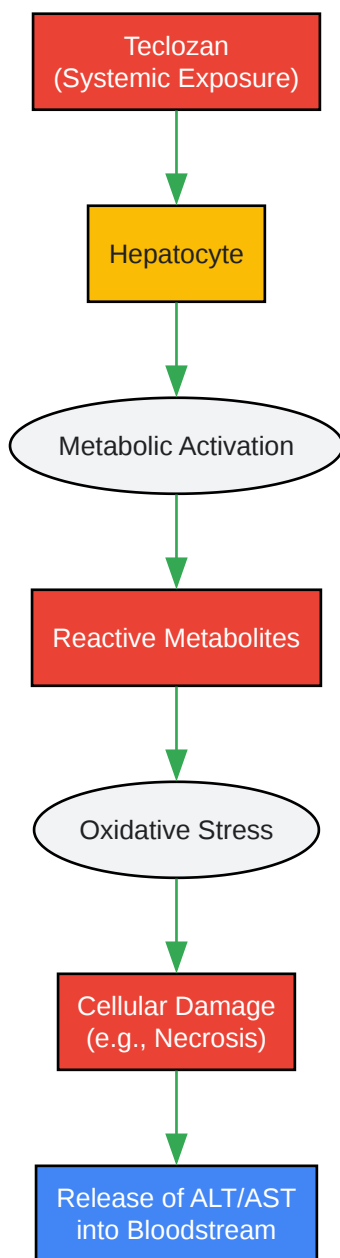 Teclozan
(Systemic Exposure)
Hepatocyte
Metabolic Activation
Reactive Metabolites
Oxidative Stress
Cellular Damage
(e.g., Necrosis)
Release of ALT/AST
into Bloodstream